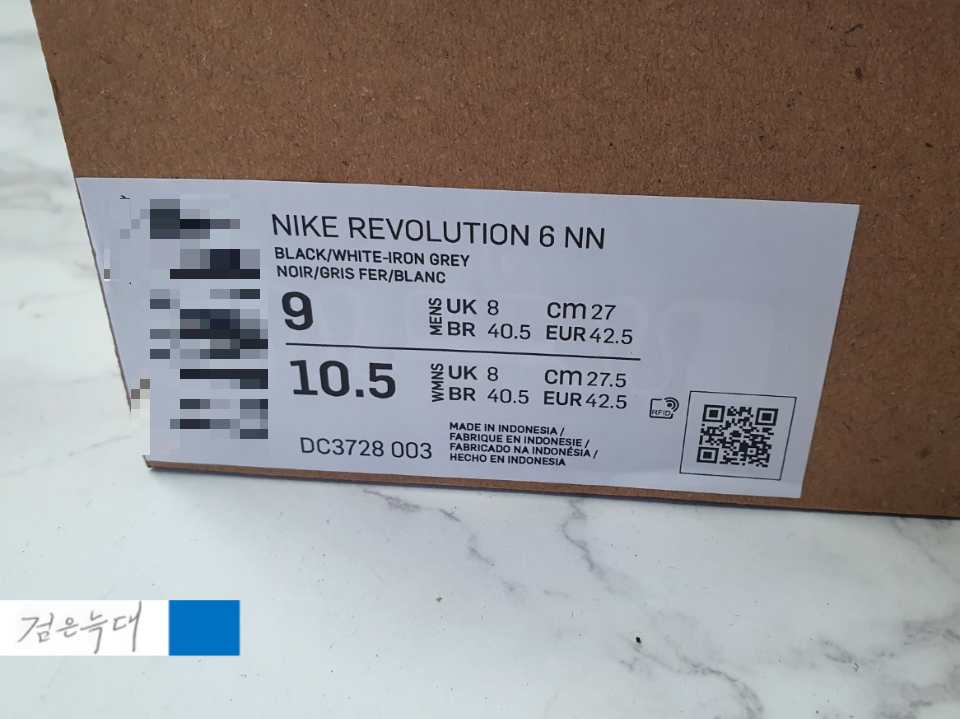 NIKE REVOLUTION 6 NN
BLACK/WHITE-IRON GREY
NOIR/GRIS FER/BLANC
9 MENS UK 8 cm 27
BR 40.5 EUR 42.5
10.5 WMNS UK 8 cm 27.5
BR 40.5 EUR 42.5
RFID
DC3728 003
MADE IN INDONESIA /
FABRIQUE EN INDONESIE /
FABRICADO NA INDONÉSIA /
HECHO EN INDONESIA
검은늑대